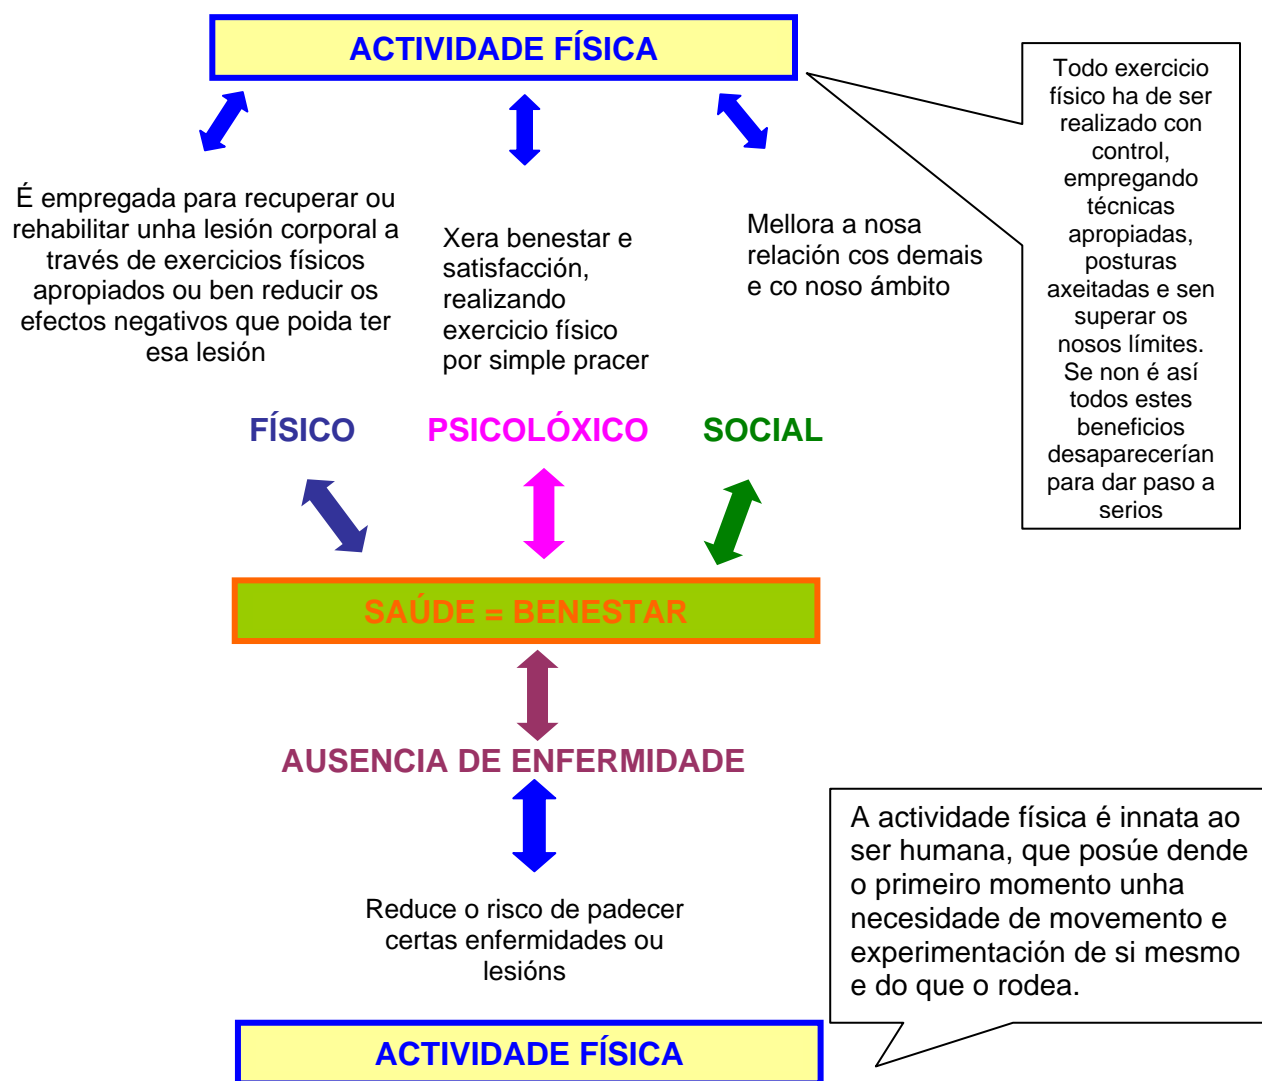 ACTIVIDADE FÍSICA
Todo exercicio
físico ha de ser
realizado con
control,
empregando
técnicas
apropiadas,
posturas
axeitadas e sen
superar os
nosos límites.
Se non é así
todos estes
beneficios
desaparecerían
para dar paso a
serios
É empregada para recuperar ou
rehabilitar unha lesión corporal a
través de exercicios físicos
apropiados ou ben reducir os
efectos negativos que poida ter
esa lesión
Xera benestar e
satisfacción,
realizando
exercicio físico
por simple pracer
Mellora a nosa
relación cos demais
e co noso ámbito
FÍSICO
PSICOLÓXICO
SOCIAL
SAÚDE = BENESTAR
AUSENCIA DE ENFERMIDADE
Reduce o risco de padecer
certas enfermidades ou
lesións
A actividade física é innata ao
ser humana, que posúe dende
o primeiro momento unha
necesidade de movemento e
experimentación de si mesmo
e do que o rodea.
ACTIVIDADE FÍSICA